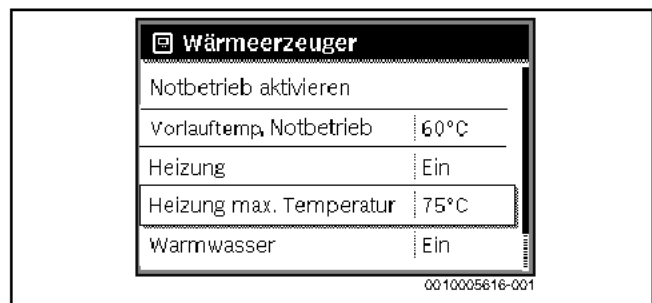 Wärmeerzeuger
Notbetrieb aktivieren
Vorlauftemp. Notbetrieb 60°C
Heizung Ein
Heizung max. Temperatur 75°C
Warmwasser Ein
0010005616-001